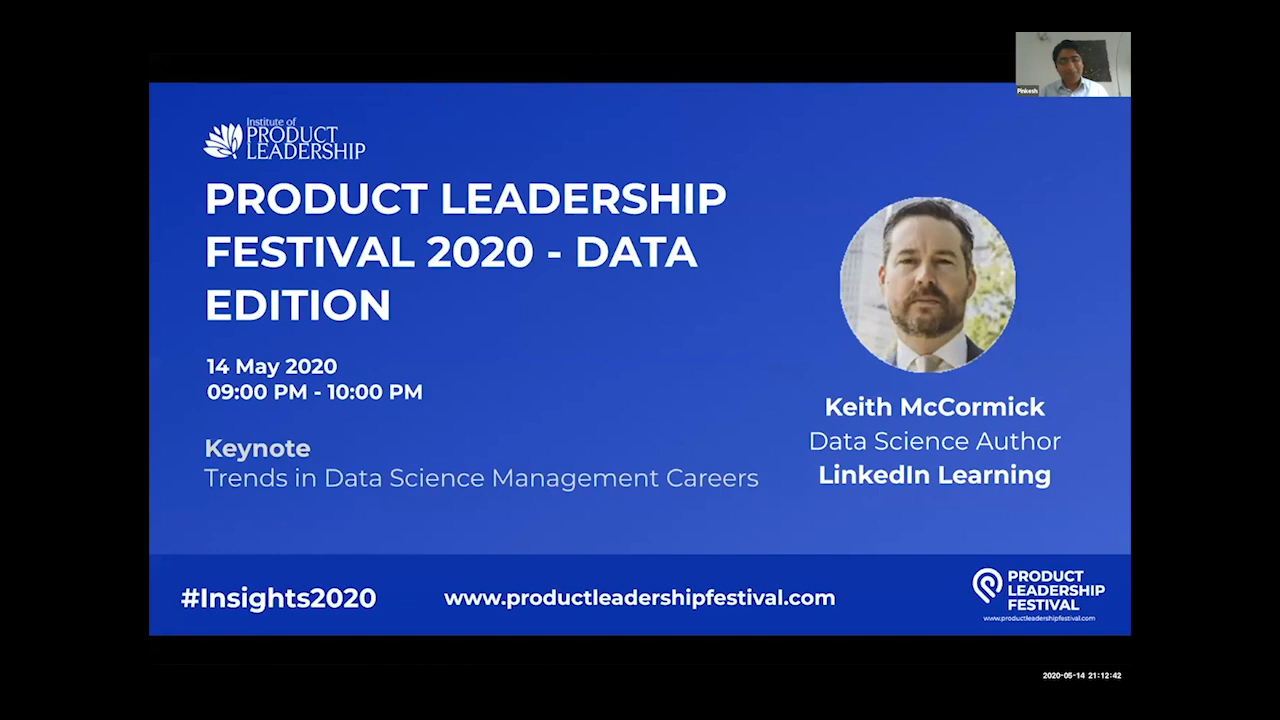 Pinkesh
Institute of
PRODUCT
LEADERSHIP
PRODUCT LEADERSHIP
FESTIVAL 2020 - DATA
EDITION
14 May 2020
09:00 PM - 10:00 PM
Keynote
Trends in Data Science Management Careers
Keith McCormick
Data Science Author
LinkedIn Learning
#Insights2020
www.productleadershipfestival.com
PRODUCT
LEADERSHIP
FESTIVAL
www.productleadershipfestival.com
2020-05-14 21:12:42